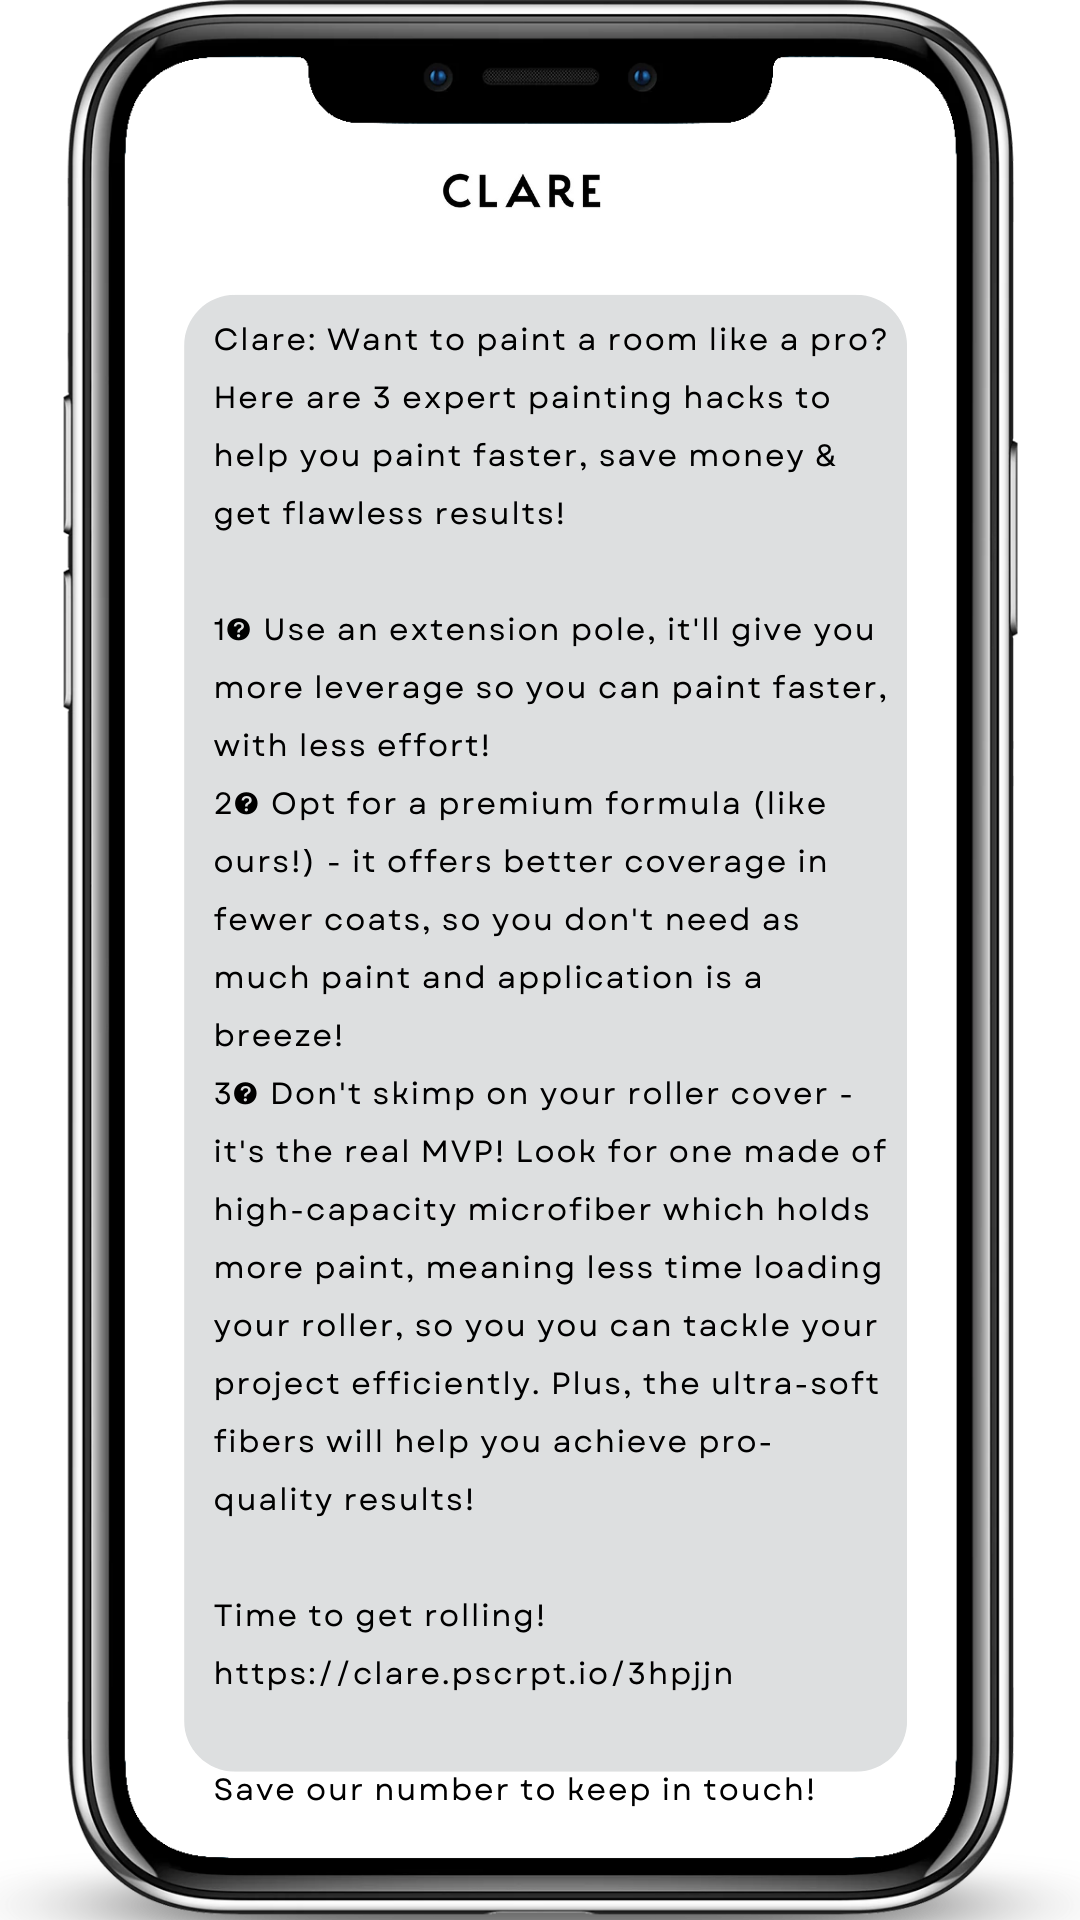 CLARE
Clare: Want to paint a room like a pro?
Here are 3 expert painting hacks to
help you paint faster, save money &
get flawless results!
1❓ Use an extension pole, it'll give you
more leverage so you can paint faster,
with less effort!
2❓ Opt for a premium formula (like
ours!) - it offers better coverage in
fewer coats, so you don't need as
much paint and application is a
breeze!
3❓ Don't skimp on your roller cover -
it's the real MVP! Look for one made of
high-capacity microfiber which holds
more paint, meaning less time loading
your roller, so you you can tackle your
project efficiently. Plus, the ultra-soft
fibers will help you achieve pro-
quality results!
Time to get rolling!
https://clare.pscrpt.io/3hpjjn
Save our number to keep in touch!